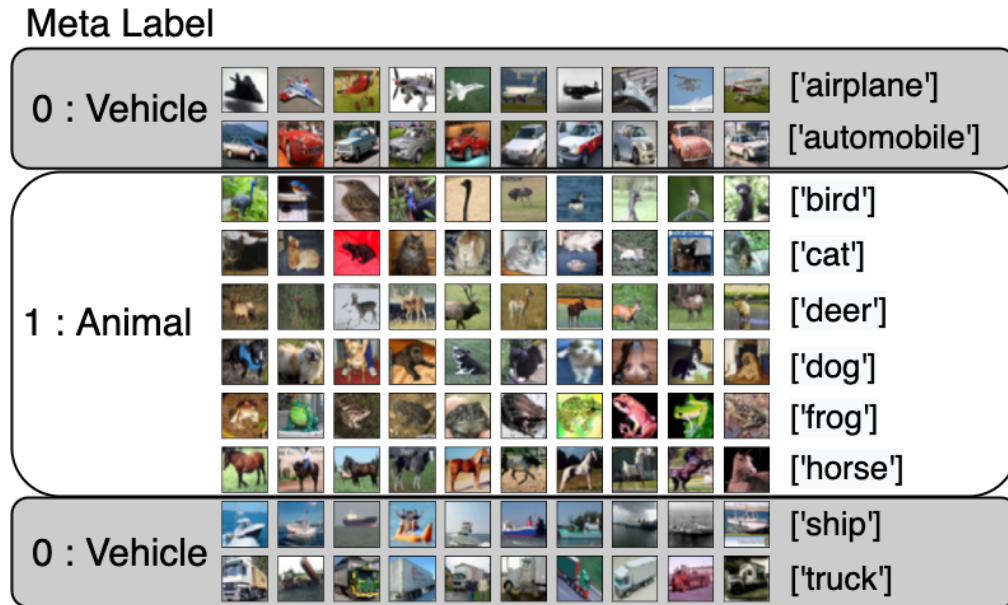 Meta Label
0 : Vehicle
['airplane']
['automobile']
1 : Animal
['bird']
['cat']
['deer']
['dog']
['frog']
['horse']
0 : Vehicle
['ship']
['truck']